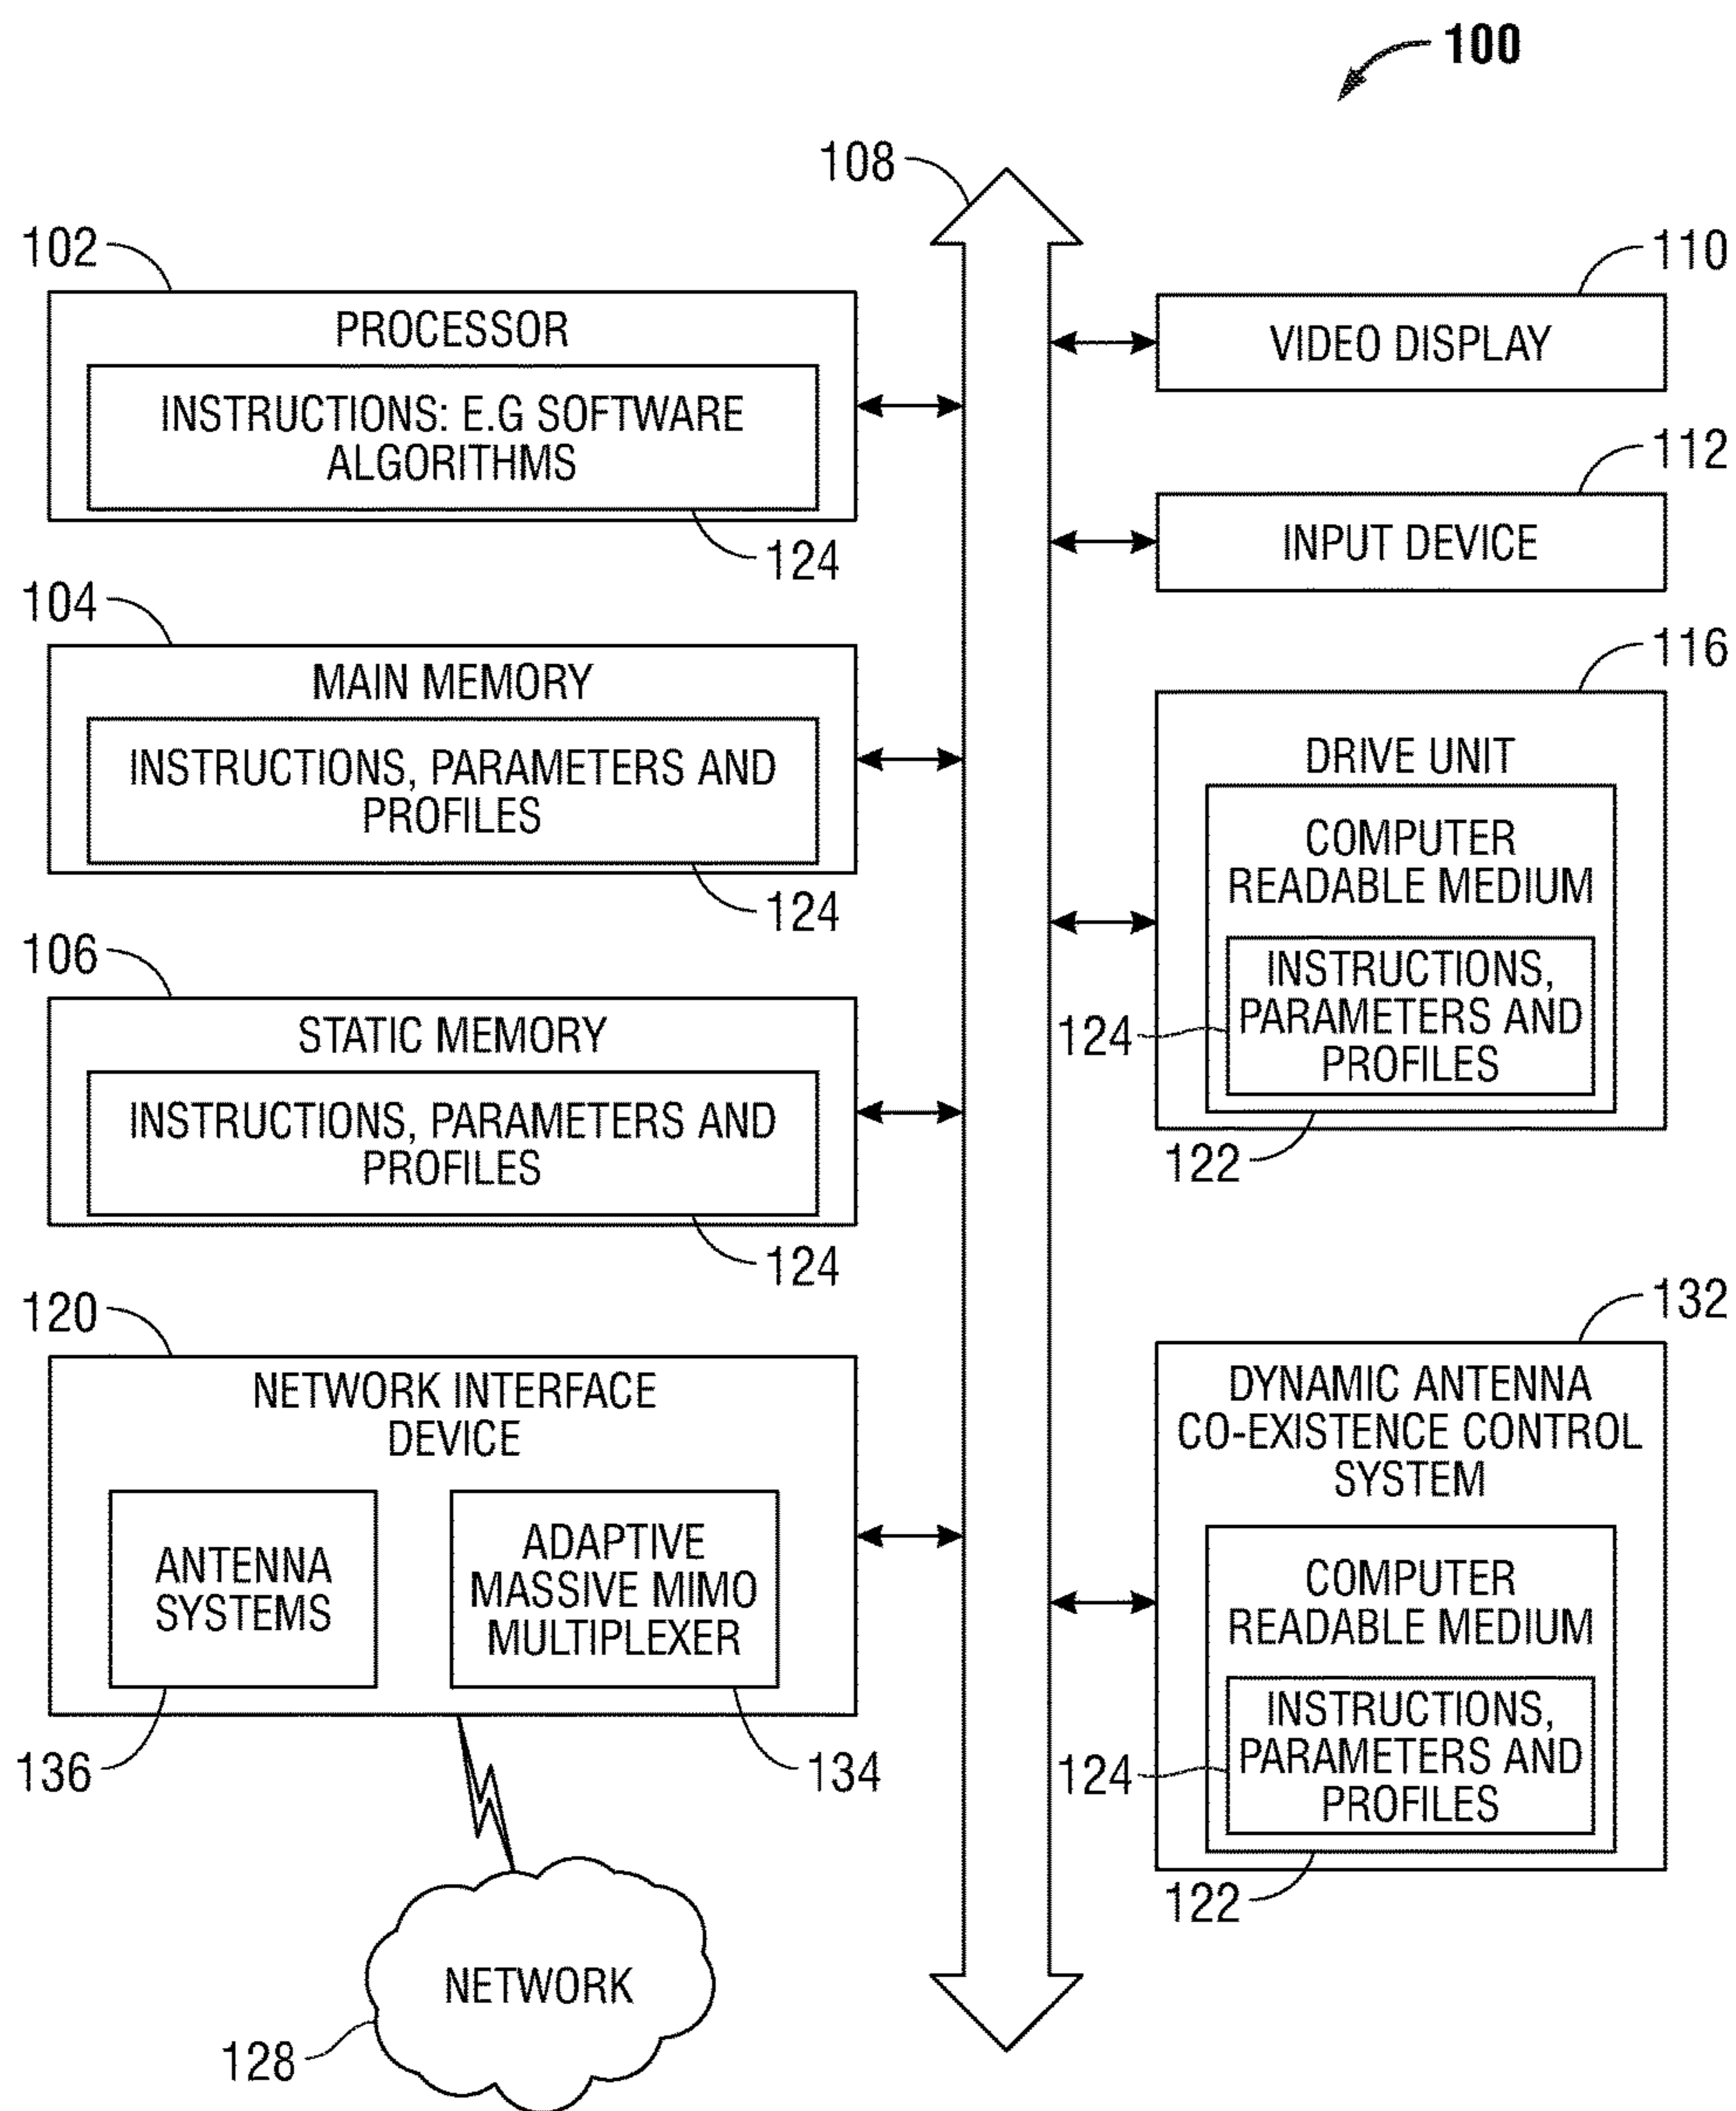 100
108
102
PROCESSOR
INSTRUCTIONS: E.G SOFTWARE
ALGORITHMS
124
104
MAIN MEMORY
INSTRUCTIONS, PARAMETERS AND
PROFILES
124
106
STATIC MEMORY
INSTRUCTIONS, PARAMETERS AND
PROFILES
124
120
NETWORK INTERFACE
DEVICE
ANTENNA
SYSTEMS
ADAPTIVE
MASSIVE MIMO
MULTIPLEXER
136
134
NETWORK
128
110
VIDEO DISPLAY
112
INPUT DEVICE
116
DRIVE UNIT
COMPUTER
READABLE MEDIUM
INSTRUCTIONS,
PARAMETERS AND
PROFILES
124
122
132
DYNAMIC ANTENNA
CO-EXISTENCE CONTROL
SYSTEM
COMPUTER
READABLE MEDIUM
INSTRUCTIONS,
PARAMETERS AND
PROFILES
124
122